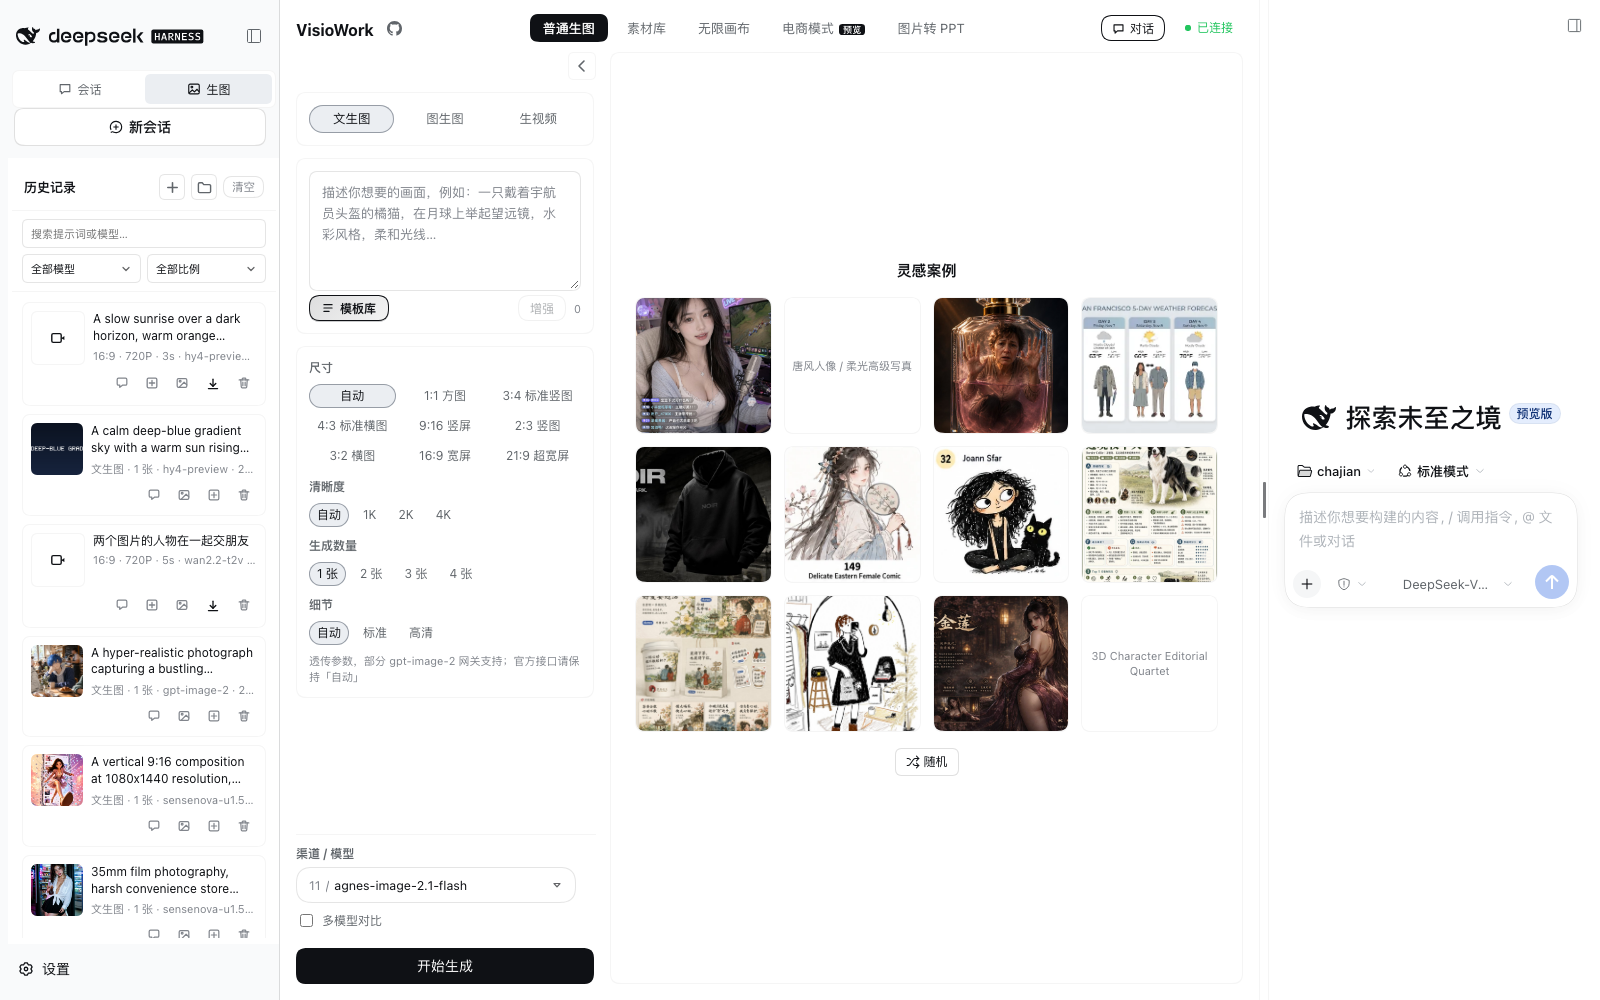 deepseek HARNESS
会话
生图
新会话
历史记录
清空
搜索提示词或模型...
全部模型
全部比例
A slow sunrise over a dark
horizon, warm orange...
16:9 · 720P · 3s · hy4-previe...
A calm deep-blue gradient
sky with a warm sun rising...
文生图 · 1 张 · hy4-preview · 2...
两个图片的人物在一起交朋友
16:9 · 720P · 5s · wan2.2-t2v ...
A hyper-realistic photograph
capturing a bustling...
文生图 · 1 张 · gpt-image-2 · 2...
A vertical 9:16 composition
at 1080x1440 resolution,...
文生图 · 1 张 · sensenova-u1.5...
35mm film photography,
harsh convenience store...
文生图 · 1 张 · sensenova-u1.5...
设置
VisioWork
普通生图
素材库
无限画布
电商模式 预览
图片转 PPT
对话
已连接
文生图
图生图
生视频
描述你想要的画面，例如：一只戴着宇航
员头盔的橘猫，在月球上举起望远镜，水
彩风格，柔和光线...
模板库
增强
0
尺寸
自动
1:1 方图
3:4 标准竖图
4:3 标准横图
9:16 竖屏
2:3 竖图
3:2 横图
16:9 宽屏
21:9 超宽屏
清晰度
自动
1K
2K
4K
生成数量
1 张
2 张
3 张
4 张
细节
自动
标准
高清
透传参数，部分 gpt-image-2 网关支持；官方接口请保
持「自动」
渠道 / 模型
11 / agnes-image-2.1-flash
多模型对比
开始生成
灵感案例
唐风人像 / 柔光高级写真
AN FRANCISCO 5-DAY WEATHER FORECAS
DAY 2
DAY 3
DAY 4
32 Joann Sfar
149
Delicate Eastern Female Comic
金莲
3D Character Editorial
Quartet
随机
探索未至之境
预览版
chajian
标准模式
描述你想要构建的内容, / 调用指令, @ 文
件或对话
DeepSeek-V...